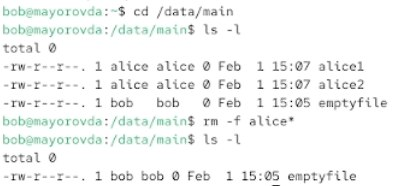 bob@mayorovda:~$ cd /data/main
bob@mayorovda:/data/main$ ls -l
total 0
-rw-r--r--. 1 alice alice 0 Feb  1 15:07 alice1
-rw-r--r--. 1 alice alice 0 Feb  1 15:07 alice2
-rw-r--r--. 1 bob   bob   0 Feb  1 15:05 emptyfile
bob@mayorovda:/data/main$ rm -f alice*
bob@mayorovda:/data/main$ ls -l
total 0
-rw-r--r--. 1 bob bob 0 Feb  1 15:05 emptyfile